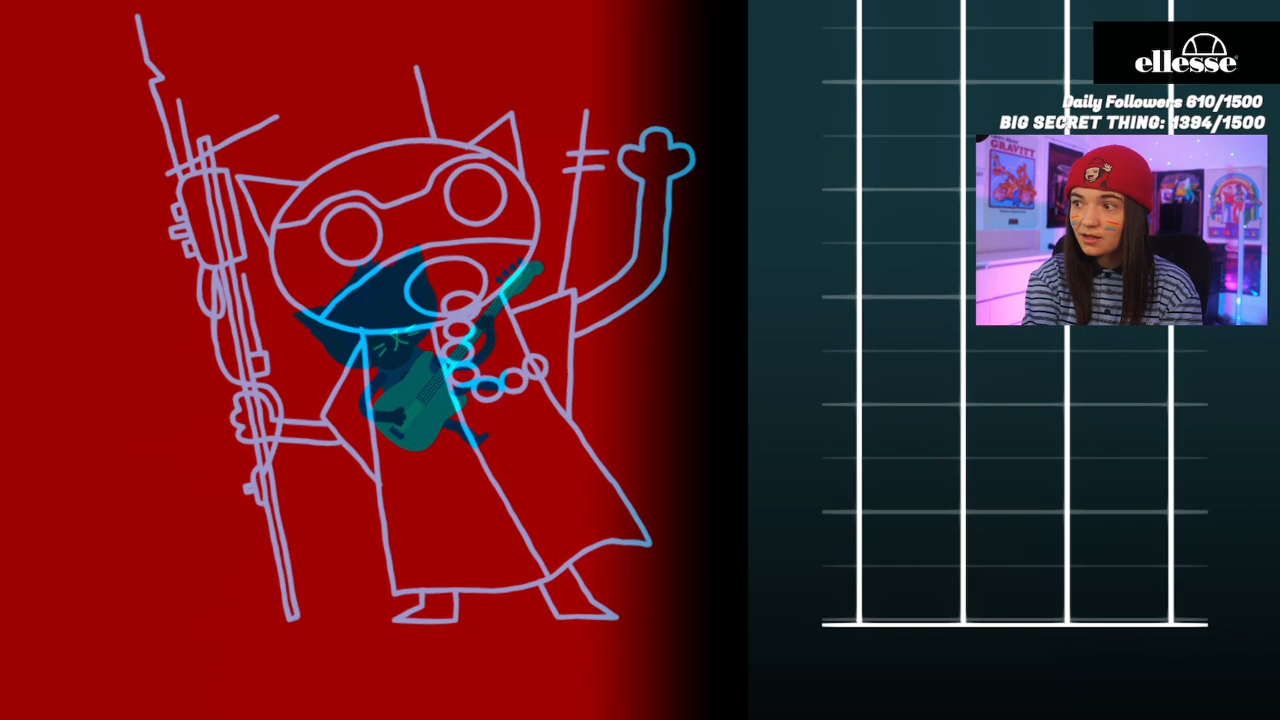 ellesse
Daily Followers 610/1500
BIG SECRET THING: 1394/1500
GRAVITY